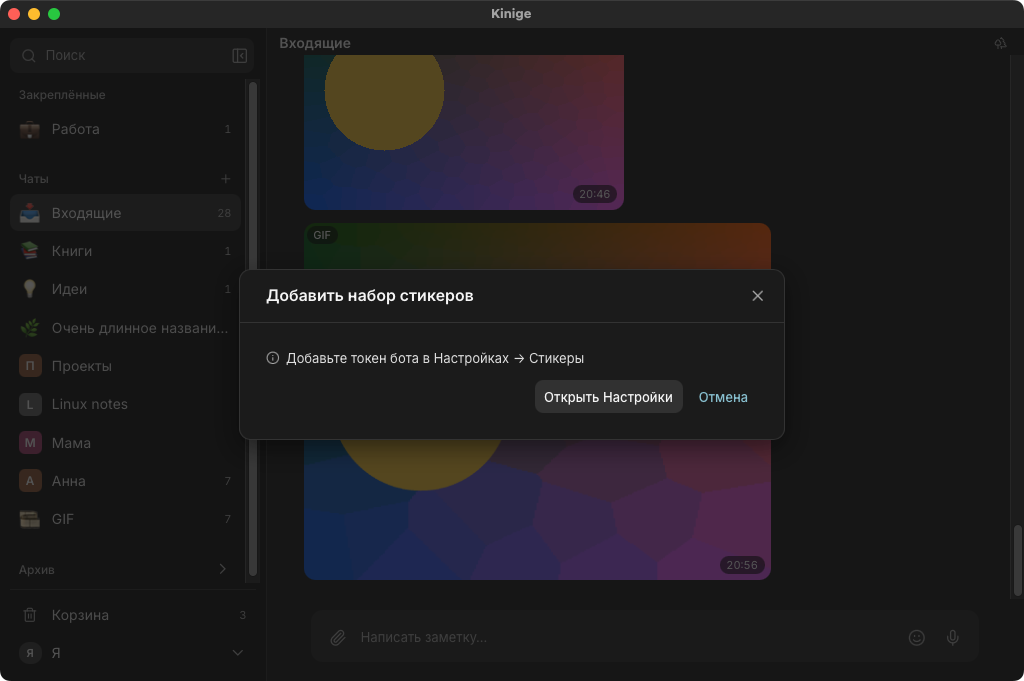 Kinige
Поиск
Закреплённые
Работа 1
Чаты
Входящие 28
Книги 1
Идеи 1
Очень длинное названи...
П Проекты
L Linux notes
М Мама
А Анна 7
GIF 7
Архив
Корзина 3
Я Я
Входящие
20:46
GIF
Добавить набор стикеров
Добавьте токен бота в Настройках → Стикеры
Открыть Настройки Отмена
20:56
Написать заметку...